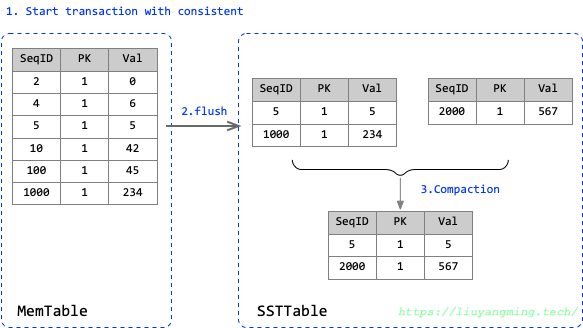 1. Start transaction with consistent
SeqID PK Val
2 1 0
4 1 6
5 1 5
10 1 42
100 1 45
1000 1 234
MemTable
2.flush
SeqID PK Val
5 1 5
1000 1 234
SeqID PK Val
2000 1 567
3.Compaction
SeqID PK Val
5 1 5
2000 1 567
SSTTable
https://liuyangming.tech/